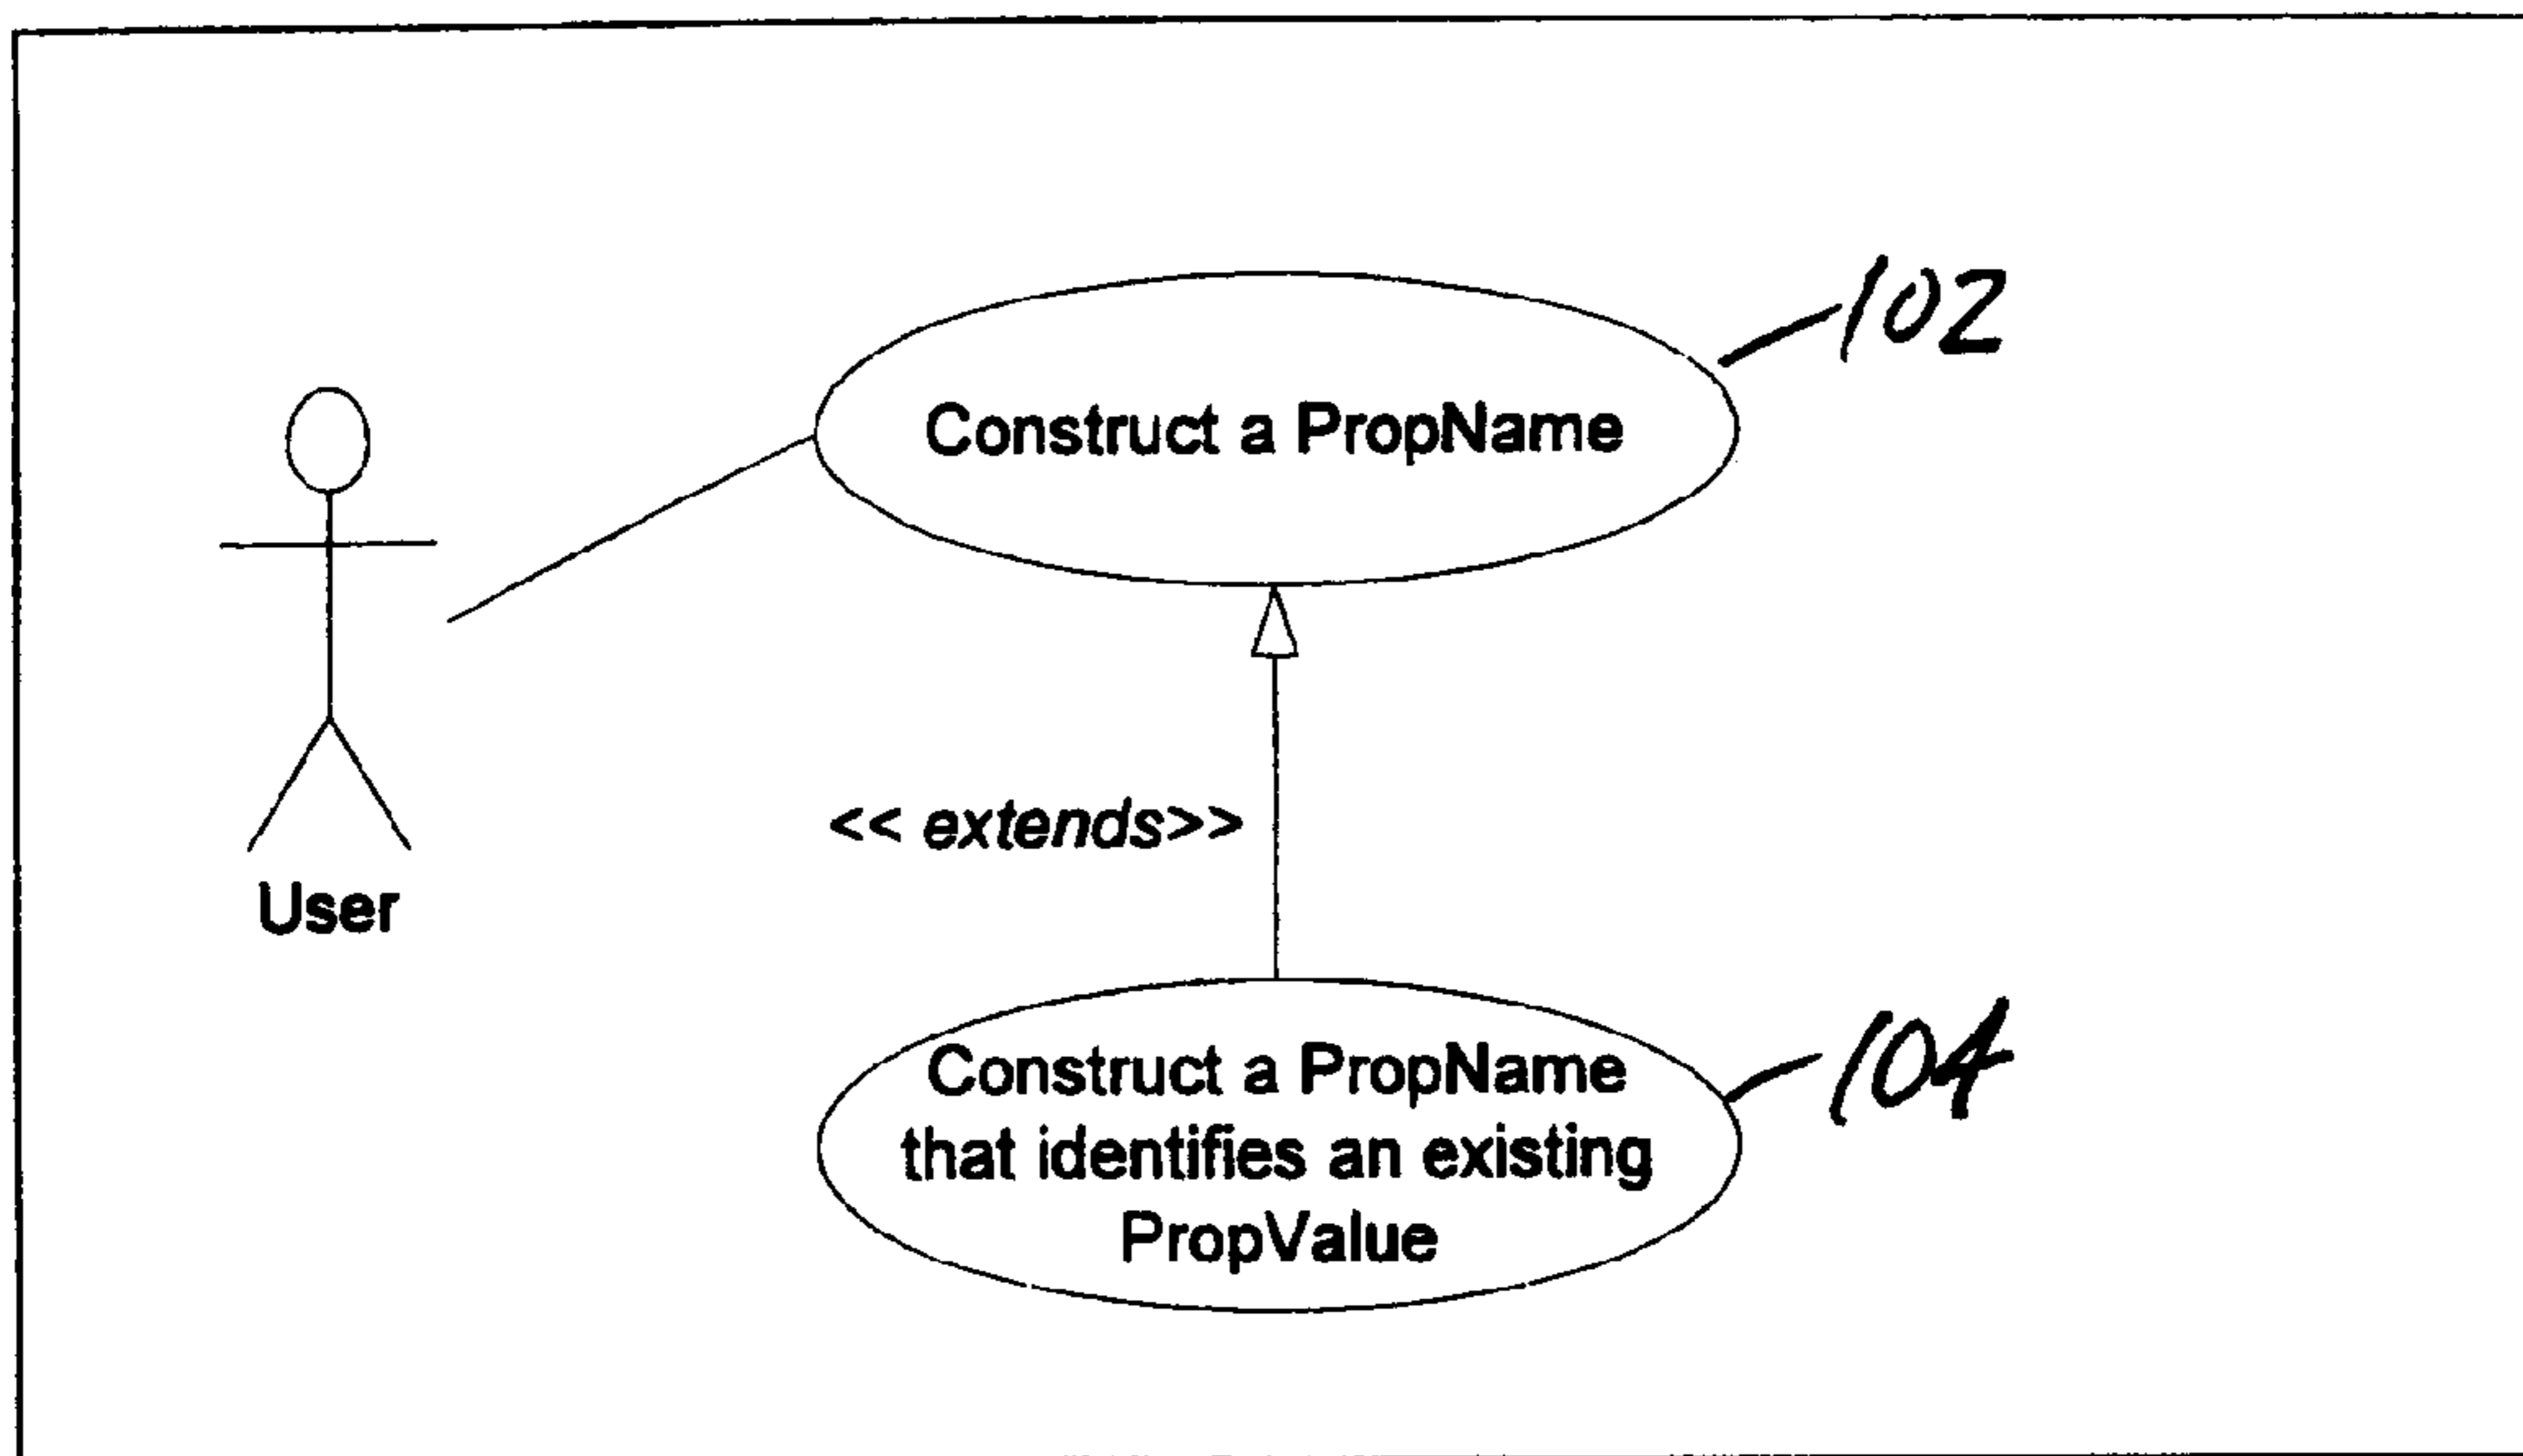 102
Construct a PropName
<< extends>>
User
Construct a PropName
that identifies an existing
PropValue
104